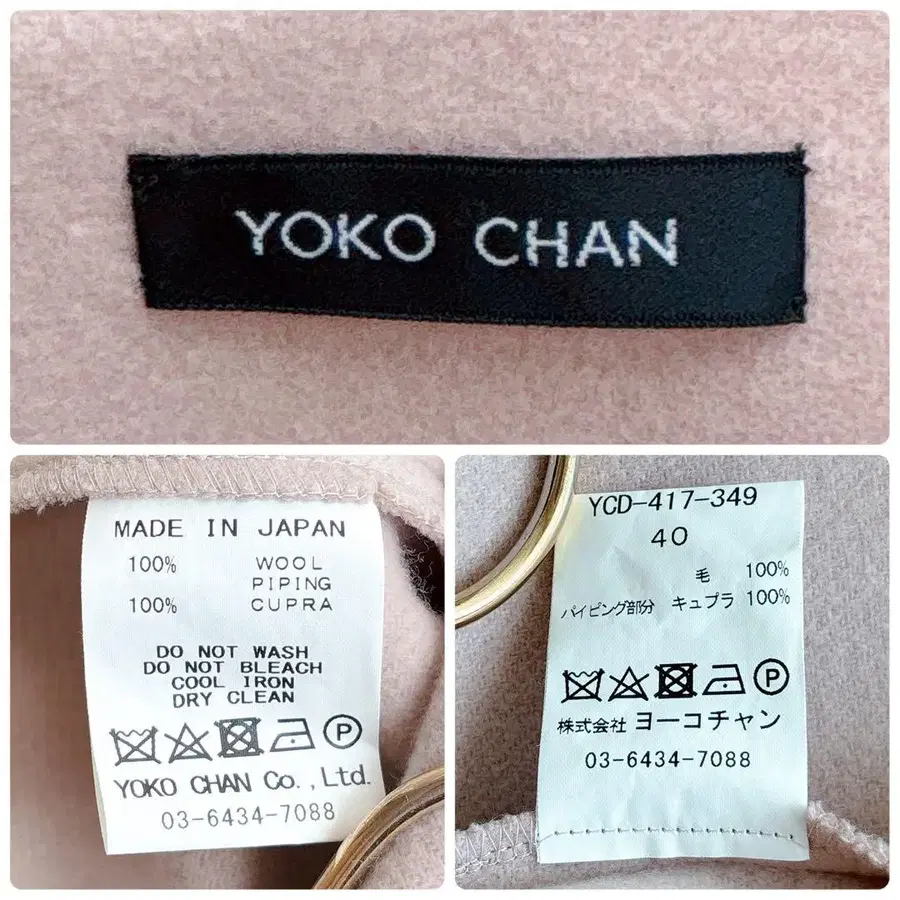 YOKO CHAN
MADE IN JAPAN
100% WOOL
PIPING
100% CUPRA
DO NOT WASH
DO NOT BLEACH
COOL IRON
DRY CLEAN
P
YOKO CHAN Co.,Ltd.
03-6434-7088
YCD-417-349
40
毛 100%
パイピング部分 キュプラ 100%
P
株式会社 ヨーコチャン
03-6434-7088